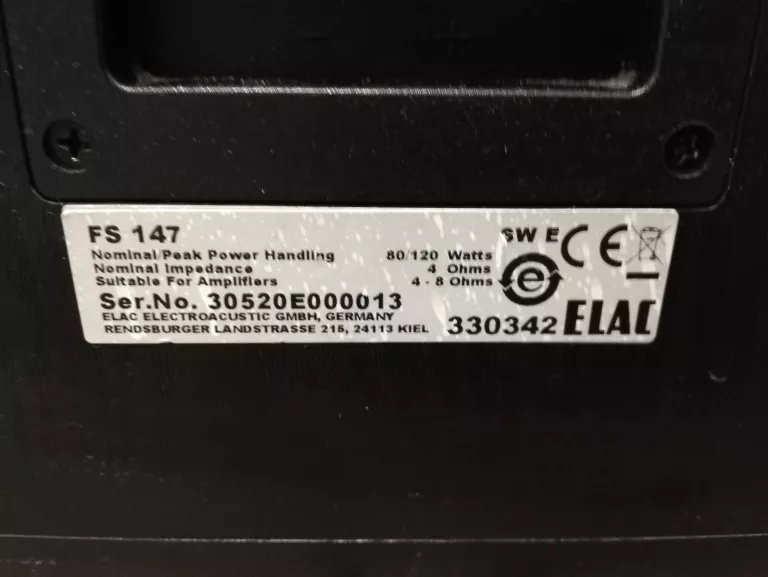 FS 147
SW E CE
Nominal/Peak Power Handling 80/120 Watts
Nominal Impedance 4 Ohms
Suitable For Amplifiers 4 - 8 Ohms
e
Ser.No. 30520E000013
ELAC ELECTROACUSTIC GMBH, GERMANY
RENDSBURGER LANDSTRASSE 215, 24113 KIEL
330342 ELAC